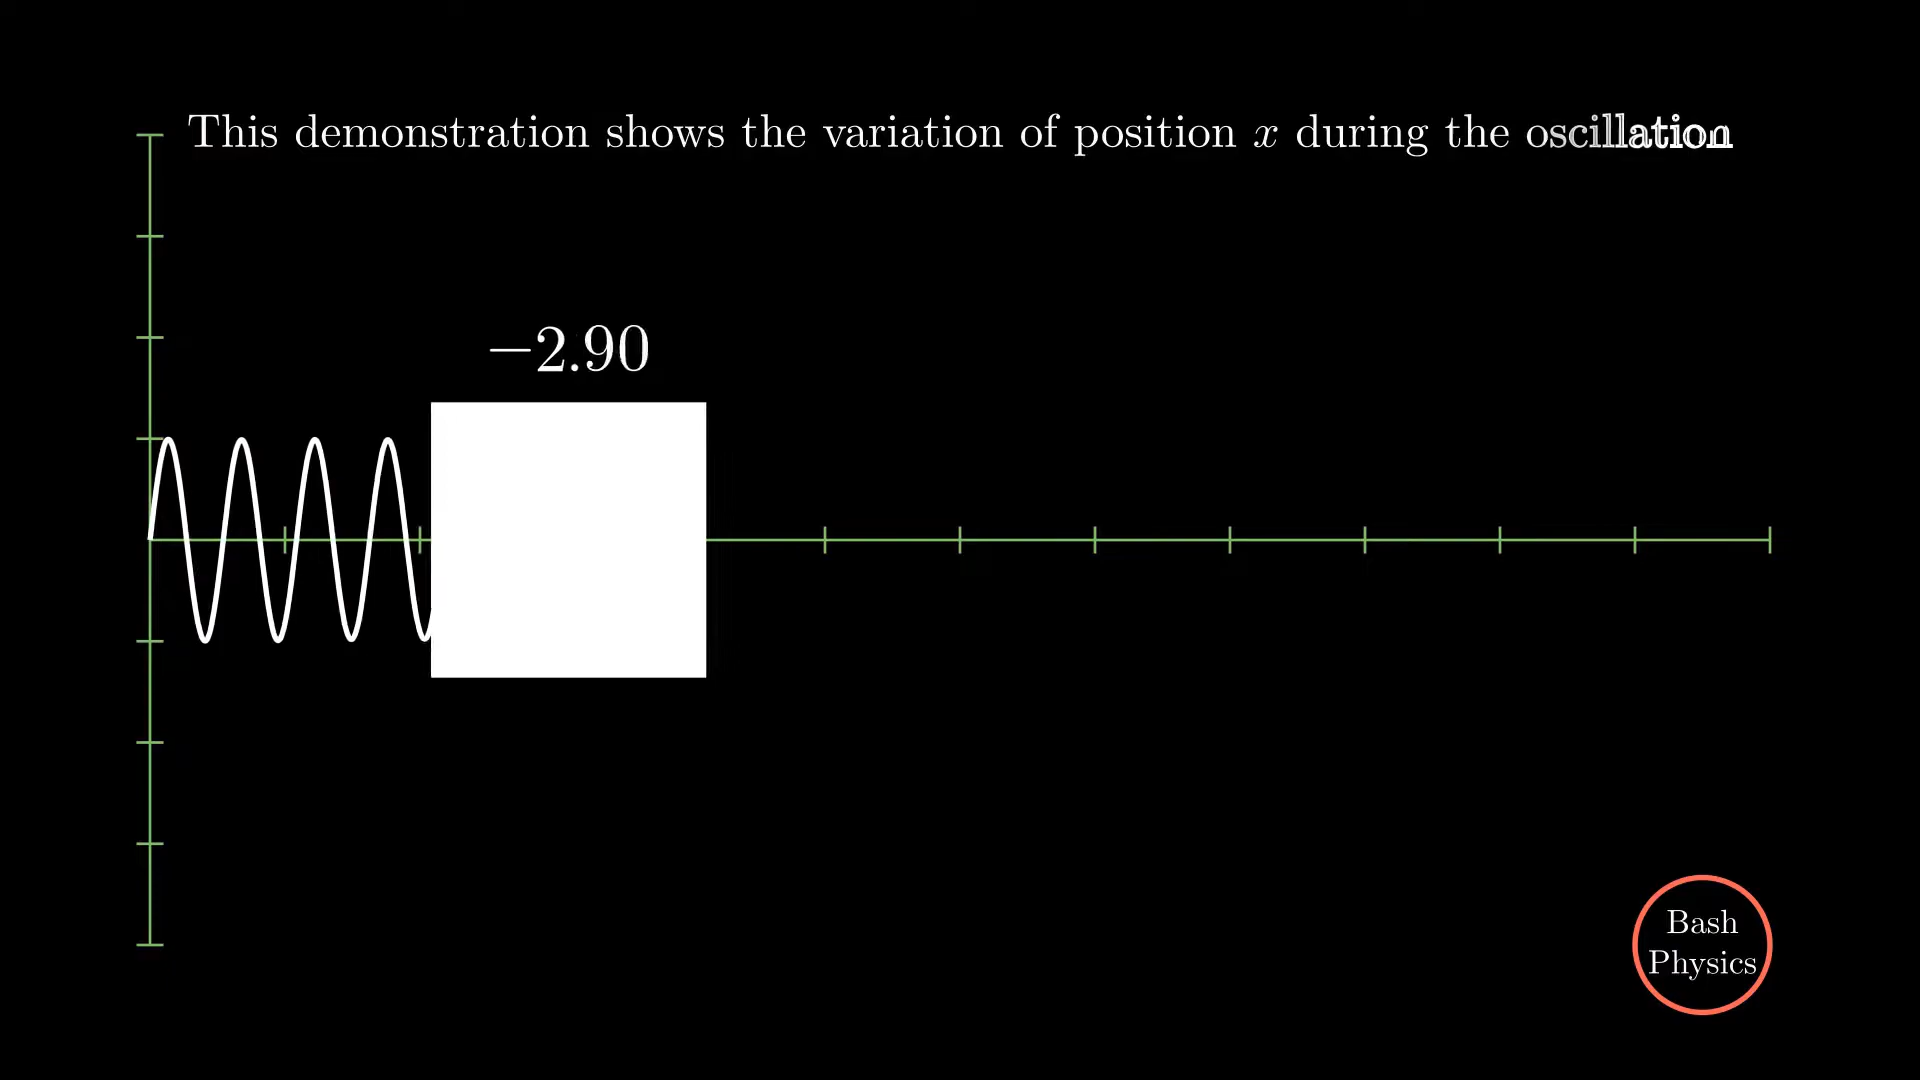 This demonstration shows the variation of position x during the oscillation
−2.90
Bash
Physics